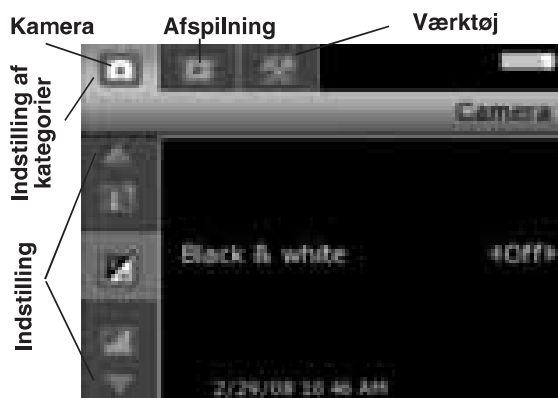 Kamera
Afspilning
Værktøj
Indstilling af
kategorier
Camera
Indstilling
Black & white
Off
2/29/08 10 46 AM